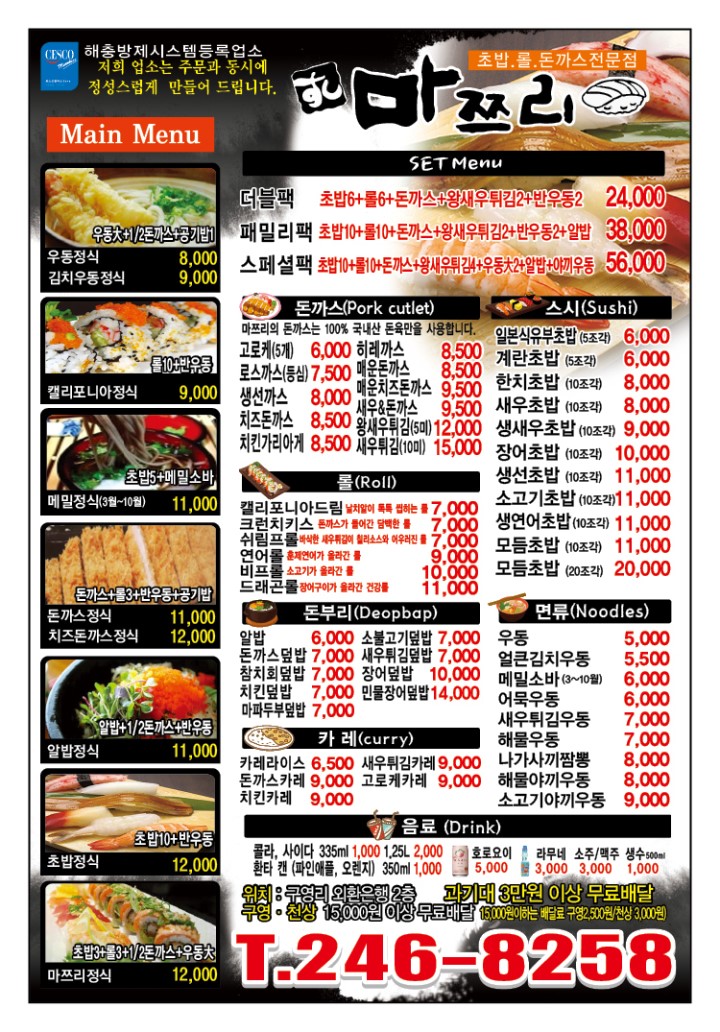 CESCO
Members
해충방제시스템등록업소
저희 업소는 주문과 동시에
정성스럽게 만들어 드립니다.
초밥.롤.돈까스전문점
마쯔리
Main Menu
우동大+1/2돈까스+공기밥1
우동정식 8,000
김치우동정식 9,000
롤10+반우동
캘리포니아정식 9,000
초밥5+메밀소바
메밀정식(3월~10월) 11,000
돈까스+롤3+반우동+공기밥
돈까스정식 11,000
치즈돈까스정식 12,000
알밥+1/2돈까스+반우동
알밥정식 11,000
초밥10+반우동
초밥정식 12,000
초밥3+롤3+1/2돈까스+우동大
마쯔리정식 12,000
SET Menu
더블팩 초밥6+롤6+돈까스+왕새우튀김2+반우동2 24,000
패밀리팩 초밥10+롤10+돈까스+왕새우튀김2+반우동2+알밥 38,000
스페셜팩 초밥10+롤10+돈까스+왕새우튀김4+우동大2+알밥+야끼우동 56,000
돈까스(Pork cutlet)
마쯔리의 돈까스는 100% 국내산 돈육만을 사용합니다.
고로케(5개) 6,000
로스까스(등심) 7,500
생선까스 8,000
치즈돈까스 8,500
치킨가리아게 8,500
히레까스 8,500
매운돈까스 8,500
매운치즈돈까스 9,500
새우&돈까스 9,500
왕새우튀김(5미) 12,000
새우튀김(10미) 15,000
롤(Roll)
캘리포니아드림 날치알이 톡톡 씹히는 롤 7,000
크런치키스 돈까스가 들어간 담백한 롤 7,000
쉬림프롤 바삭한 새우튀김이 칠리소스와 어우러진 롤 7,000
연어롤 훈제연어가 올라간 롤 9,000
비프롤 소고기가 올라간 롤 10,000
드래곤롤 장어구이가 올라간 건강롤 11,000
돈부리(Deopbap)
알밥 6,000
돈까스덮밥 7,000
참치회덮밥 7,000
치킨덮밥 7,000
마파두부덮밥 7,000
소불고기덮밥 7,000
새우튀김덮밥 7,000
장어덮밥 10,000
민물장어덮밥 14,000
카레(curry)
카레라이스 6,500
돈까스카레 9,000
치킨카레 9,000
새우튀김카레 9,000
고로케카레 9,000
스시(Sushi)
일본식유부초밥 (5조각) 6,000
계란초밥 (5조각) 6,000
한치초밥 (10조각) 8,000
새우초밥 (10조각) 8,000
생새우초밥 (10조각) 9,000
장어초밥 (10조각) 10,000
생선초밥 (10조각) 11,000
소고기초밥 (10조각) 11,000
생연어초밥 (10조각) 11,000
모듬초밥 (10조각) 11,000
모듬초밥 (20조각) 20,000
면류(Noodles)
우동 5,000
얼큰김치우동 5,500
메밀소바 (3~10월) 6,000
어묵우동 6,000
새우튀김우동 7,000
해물우동 7,000
나가사끼짬뽕 8,000
해물야끼우동 8,000
소고기야끼우동 9,000
음료 (Drink)
콜라, 사이다 335ml 1,000 1,25L 2,000
환타 캔 (파인애플, 오렌지) 350ml 1,000
호로요이 5,000
라무네 3,000
소주/맥주 3,000
생수500ml 1,000
위치 : 구영리 외환은행 2층 과기대 3만원 이상 무료배달
구영·천상 15,000원 이상 무료배달 15,000원이하는 배달료 구영2,500원/천상 3,000원)
T.246-8258